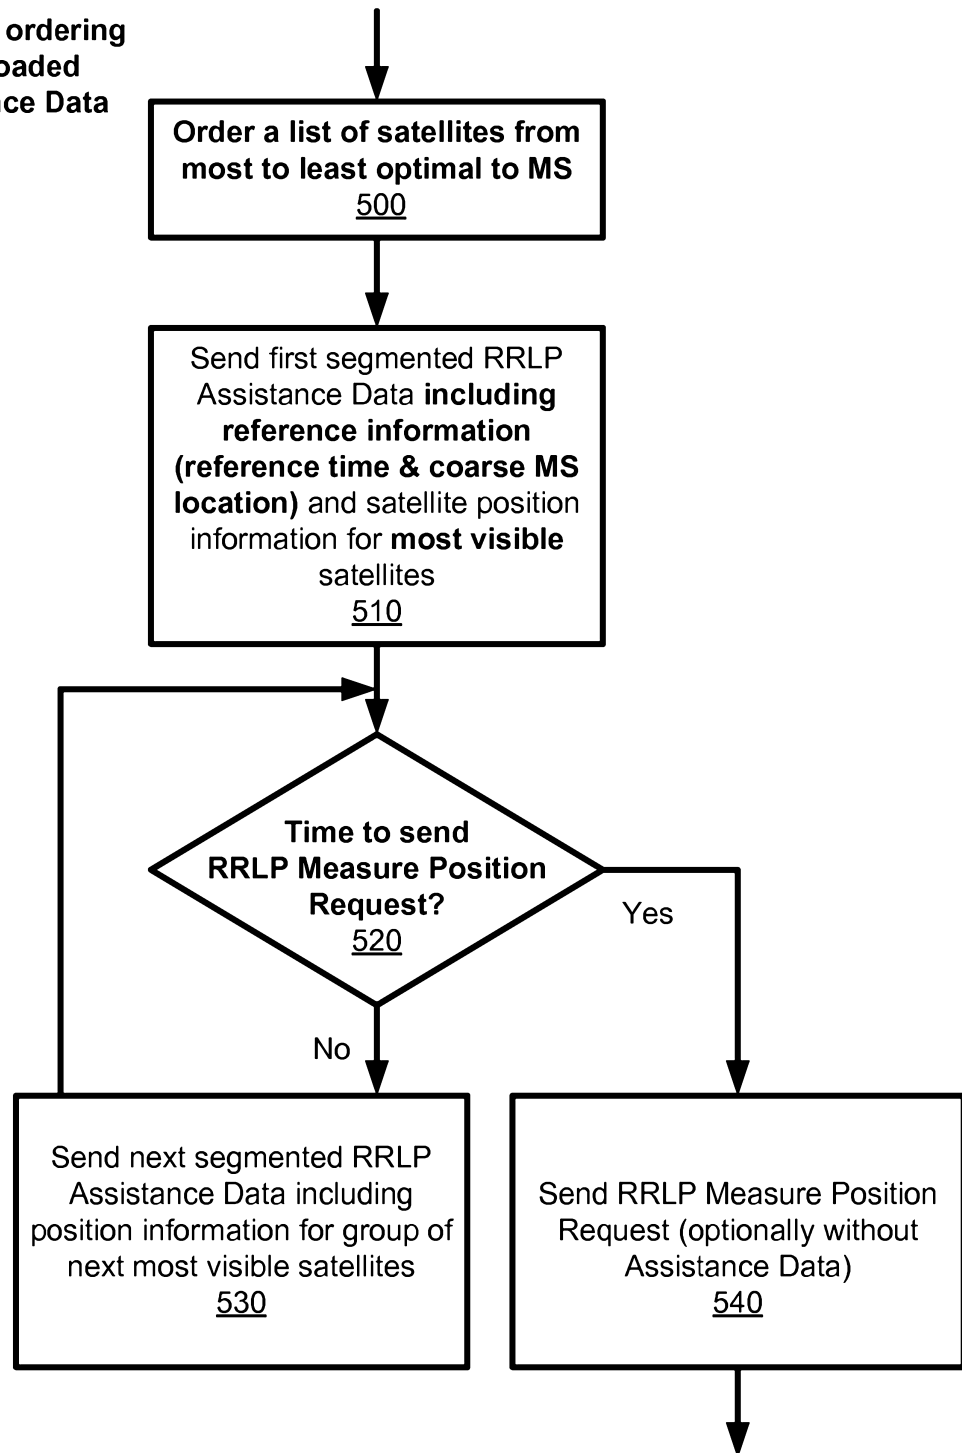 ordering
Data
Order a list of satellites from
most to least optimal to MS
500
Send first segmented RRLP
Assistance Data including
reference information
(reference time & coarse MS
location) and satellite position
information for most visible
satellites
510
Time to send
RRLP Measure Position
Request?
520
Yes
No
Send next segmented RRLP
Assistance Data including
position information for group of
next most visible satellites
530
Send RRLP Measure Position
Request (optionally without
Assistance Data)
540